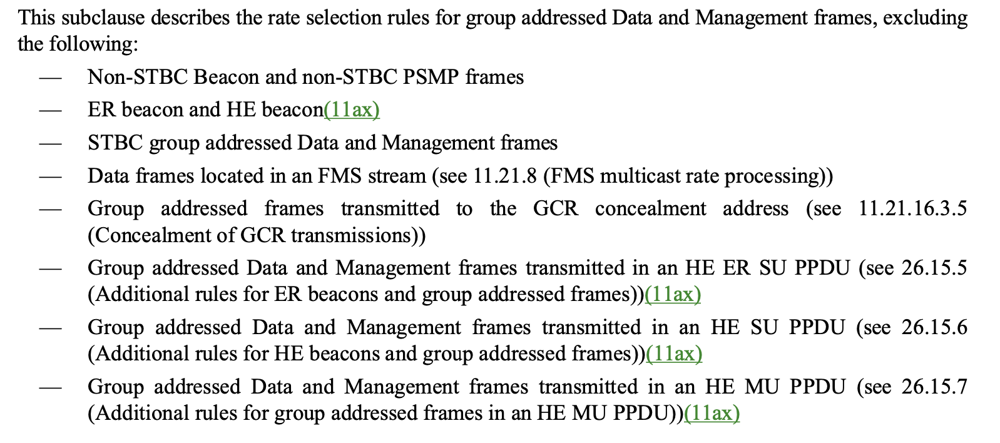 This subclause describes the rate selection rules for group addressed Data and Management frames, excluding
the following:
— Non-STBC Beacon and non-STBC PSMP frames
— ER beacon and HE beacon(11ax)
— STBC group addressed Data and Management frames
— Data frames located in an FMS stream (see 11.21.8 (FMS multicast rate processing))
— Group addressed frames transmitted to the GCR concealment address (see 11.21.16.3.5
(Concealment of GCR transmissions))
— Group addressed Data and Management frames transmitted in an HE ER SU PPDU (see 26.15.5
(Additional rules for ER beacons and group addressed frames))(11ax)
— Group addressed Data and Management frames transmitted in an HE SU PPDU (see 26.15.6
(Additional rules for HE beacons and group addressed frames))(11ax)
— Group addressed Data and Management frames transmitted in an HE MU PPDU (see 26.15.7
(Additional rules for group addressed frames in an HE MU PPDU))(11ax)